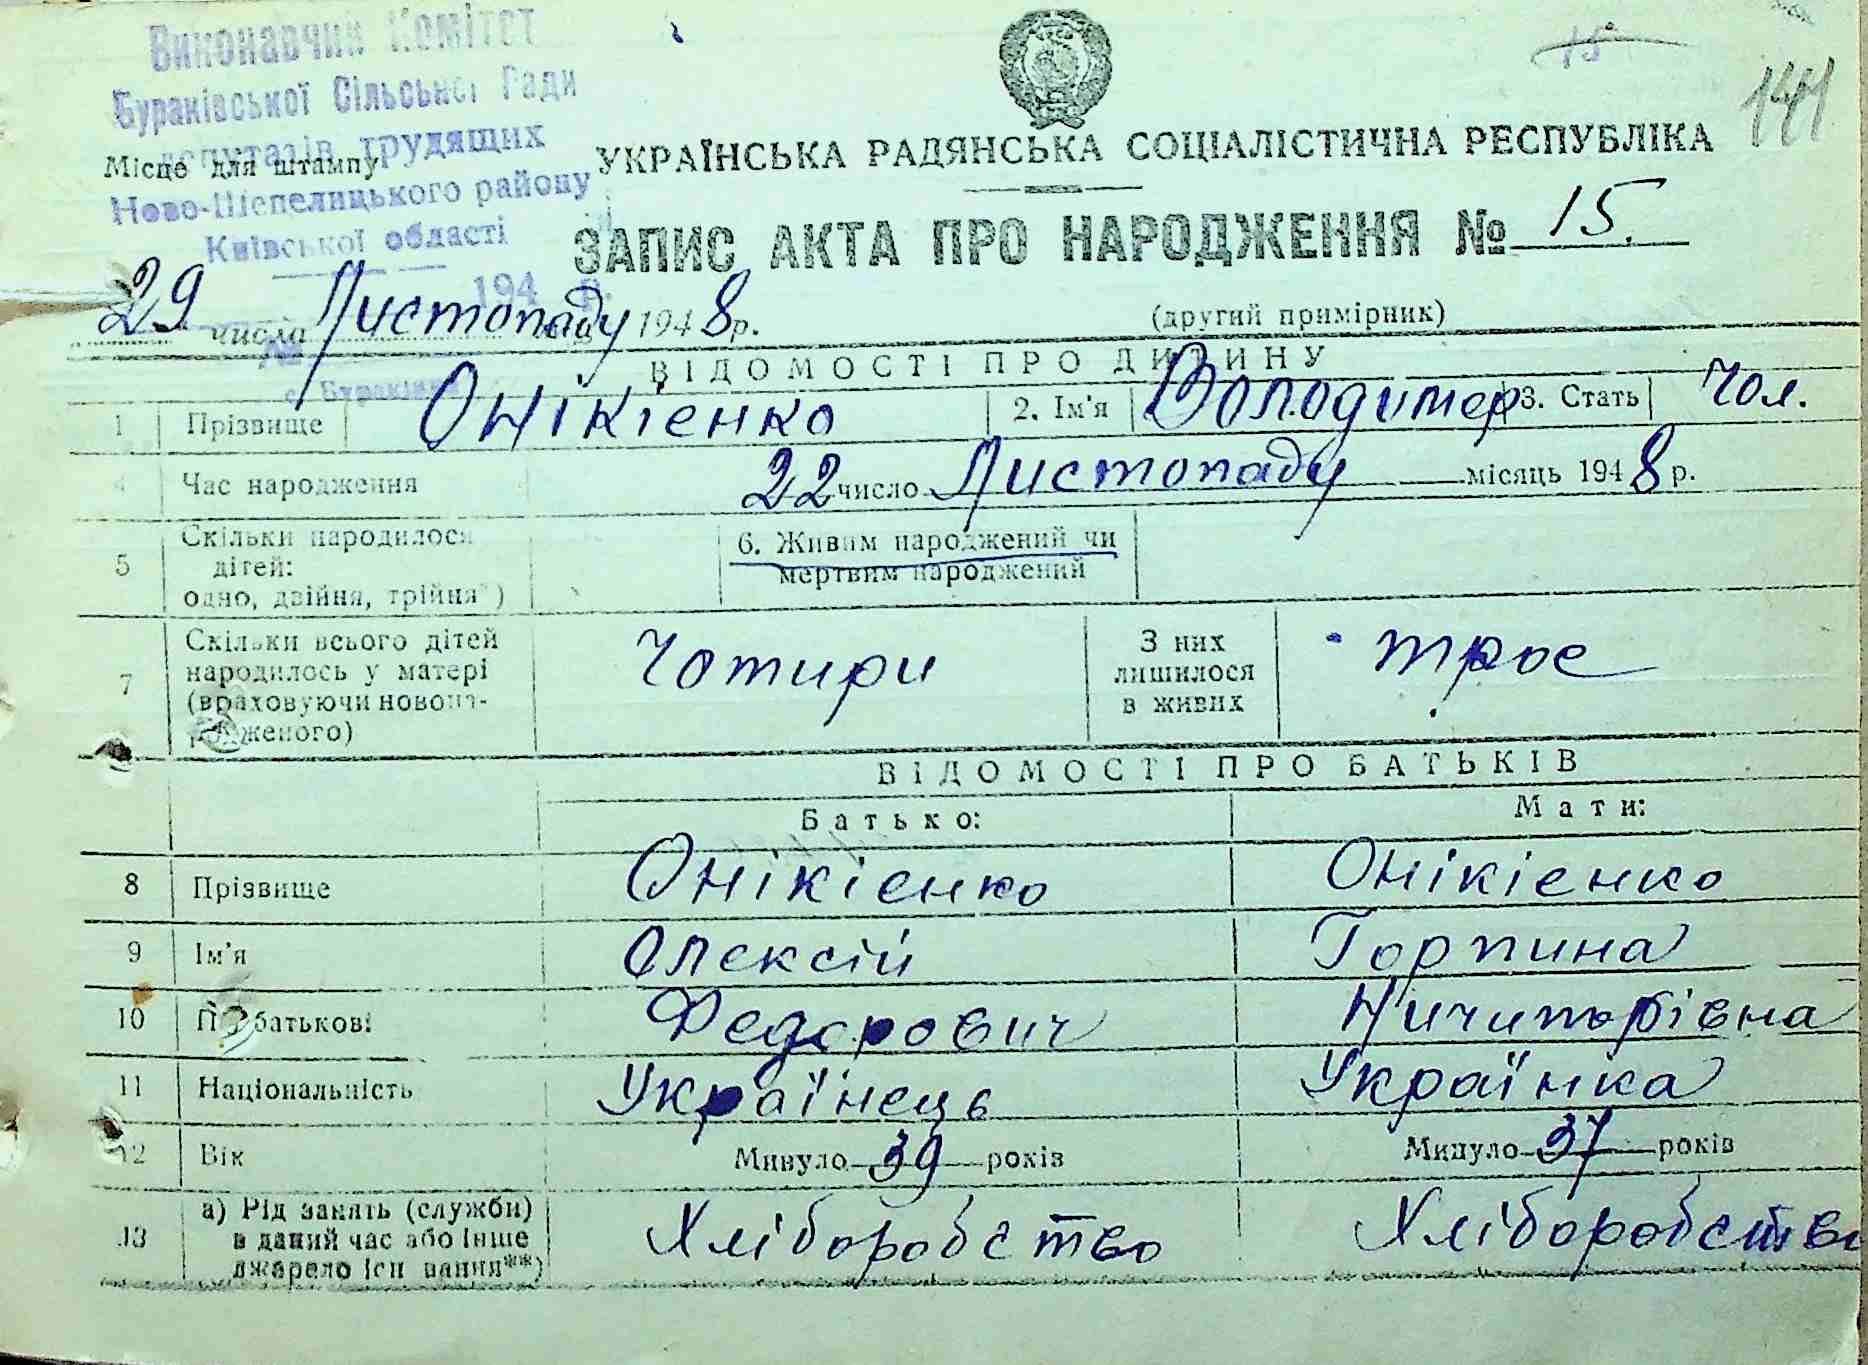 Виконавчий Комітет
Бураківської Сільської Ради
депутатів трудящих
Ново-Шепелицького району
Київської області
194 р.
с. Бураківка
Місце для штампу
15
141
УКРАЇНСЬКА РАДЯНСЬКА СОЦІАЛІСТИЧНА РЕСПУБЛІКА
ЗАПИС АКТА ПРО НАРОДЖЕННЯ № 15.
(другий примірник)
29 числа Листопаду 1948 р.
ВІДОМОСТІ ПРО ДИТИНУ
1 Прізвище Онікієнко 2. Ім'я Володимер 3. Стать Чол.
4 Час народження 22 число Листопаду місяць 1948 р.
5 Скільки народилося дітей: одно, двійня, трійня*) 6. Живим народжений чи мертвим народжений
7 Скільки всього дітей народилось у матері (враховуючи новонародженого) Чотири З них лишилося в живих троє
ВІДОМОСТІ ПРО БАТЬКІВ
Батько: Мати:
8 Прізвище Онікієнко Онікієнко
9 Ім'я Олексій Горпина
10 По батькові Федорович Ничипорівна
11 Національність Українець Українка
12 Вік Минуло 39 років Минуло 37 років
13 а) Рід занять (служби) в даний час або інше джерело існування**) Хліборобство Хліборобство